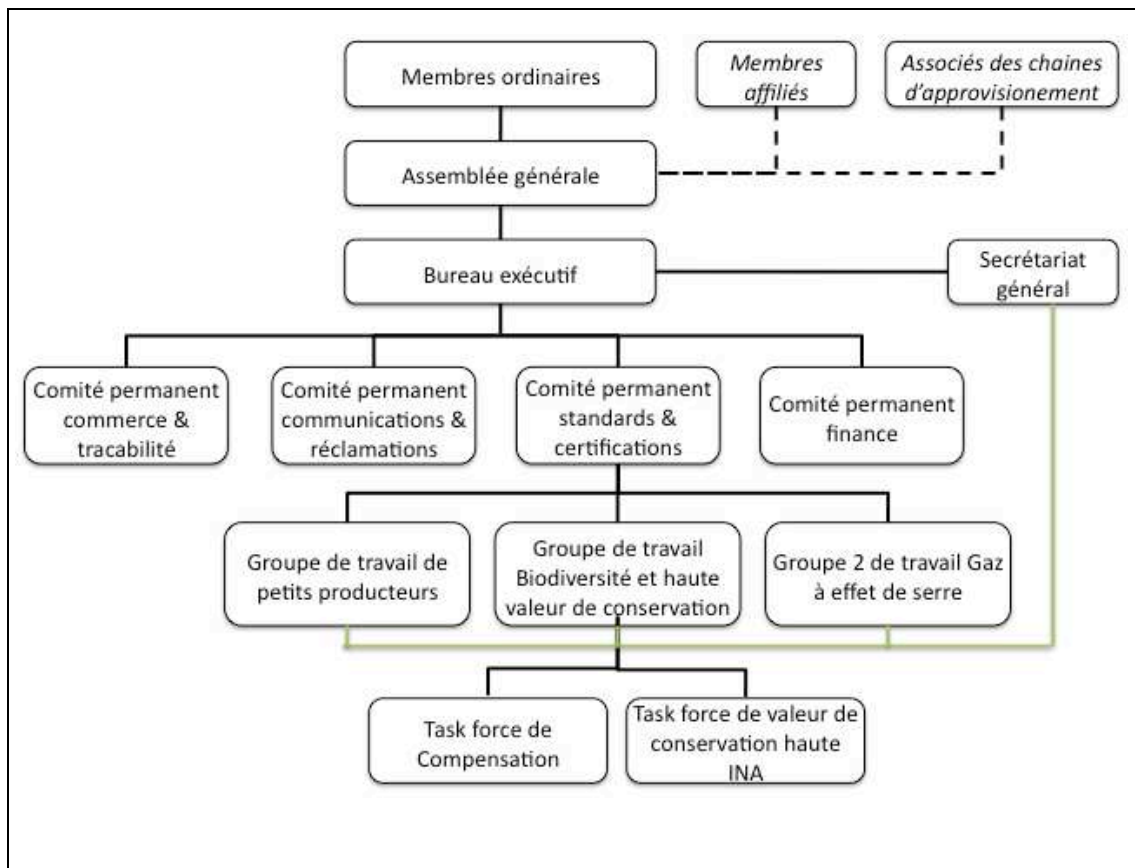 Membres ordinaires
Membres
affiliés
Associés des chaines
d'approvisionement
Assemblée générale
Bureau exécutif
Secrétariat
général
Comité permanent
commerce &
tracabilité
Comité permanent
communications &
réclamations
Comité permanent
standards &
certifications
Comité permanent
finance
Groupe de travail de
petits producteurs
Groupe de travail
Biodiversité et haute
valeur de conservation
Groupe 2 de travail Gaz
à effet de serre
Task force de
Compensation
Task force de valeur de
conservation haute
INA